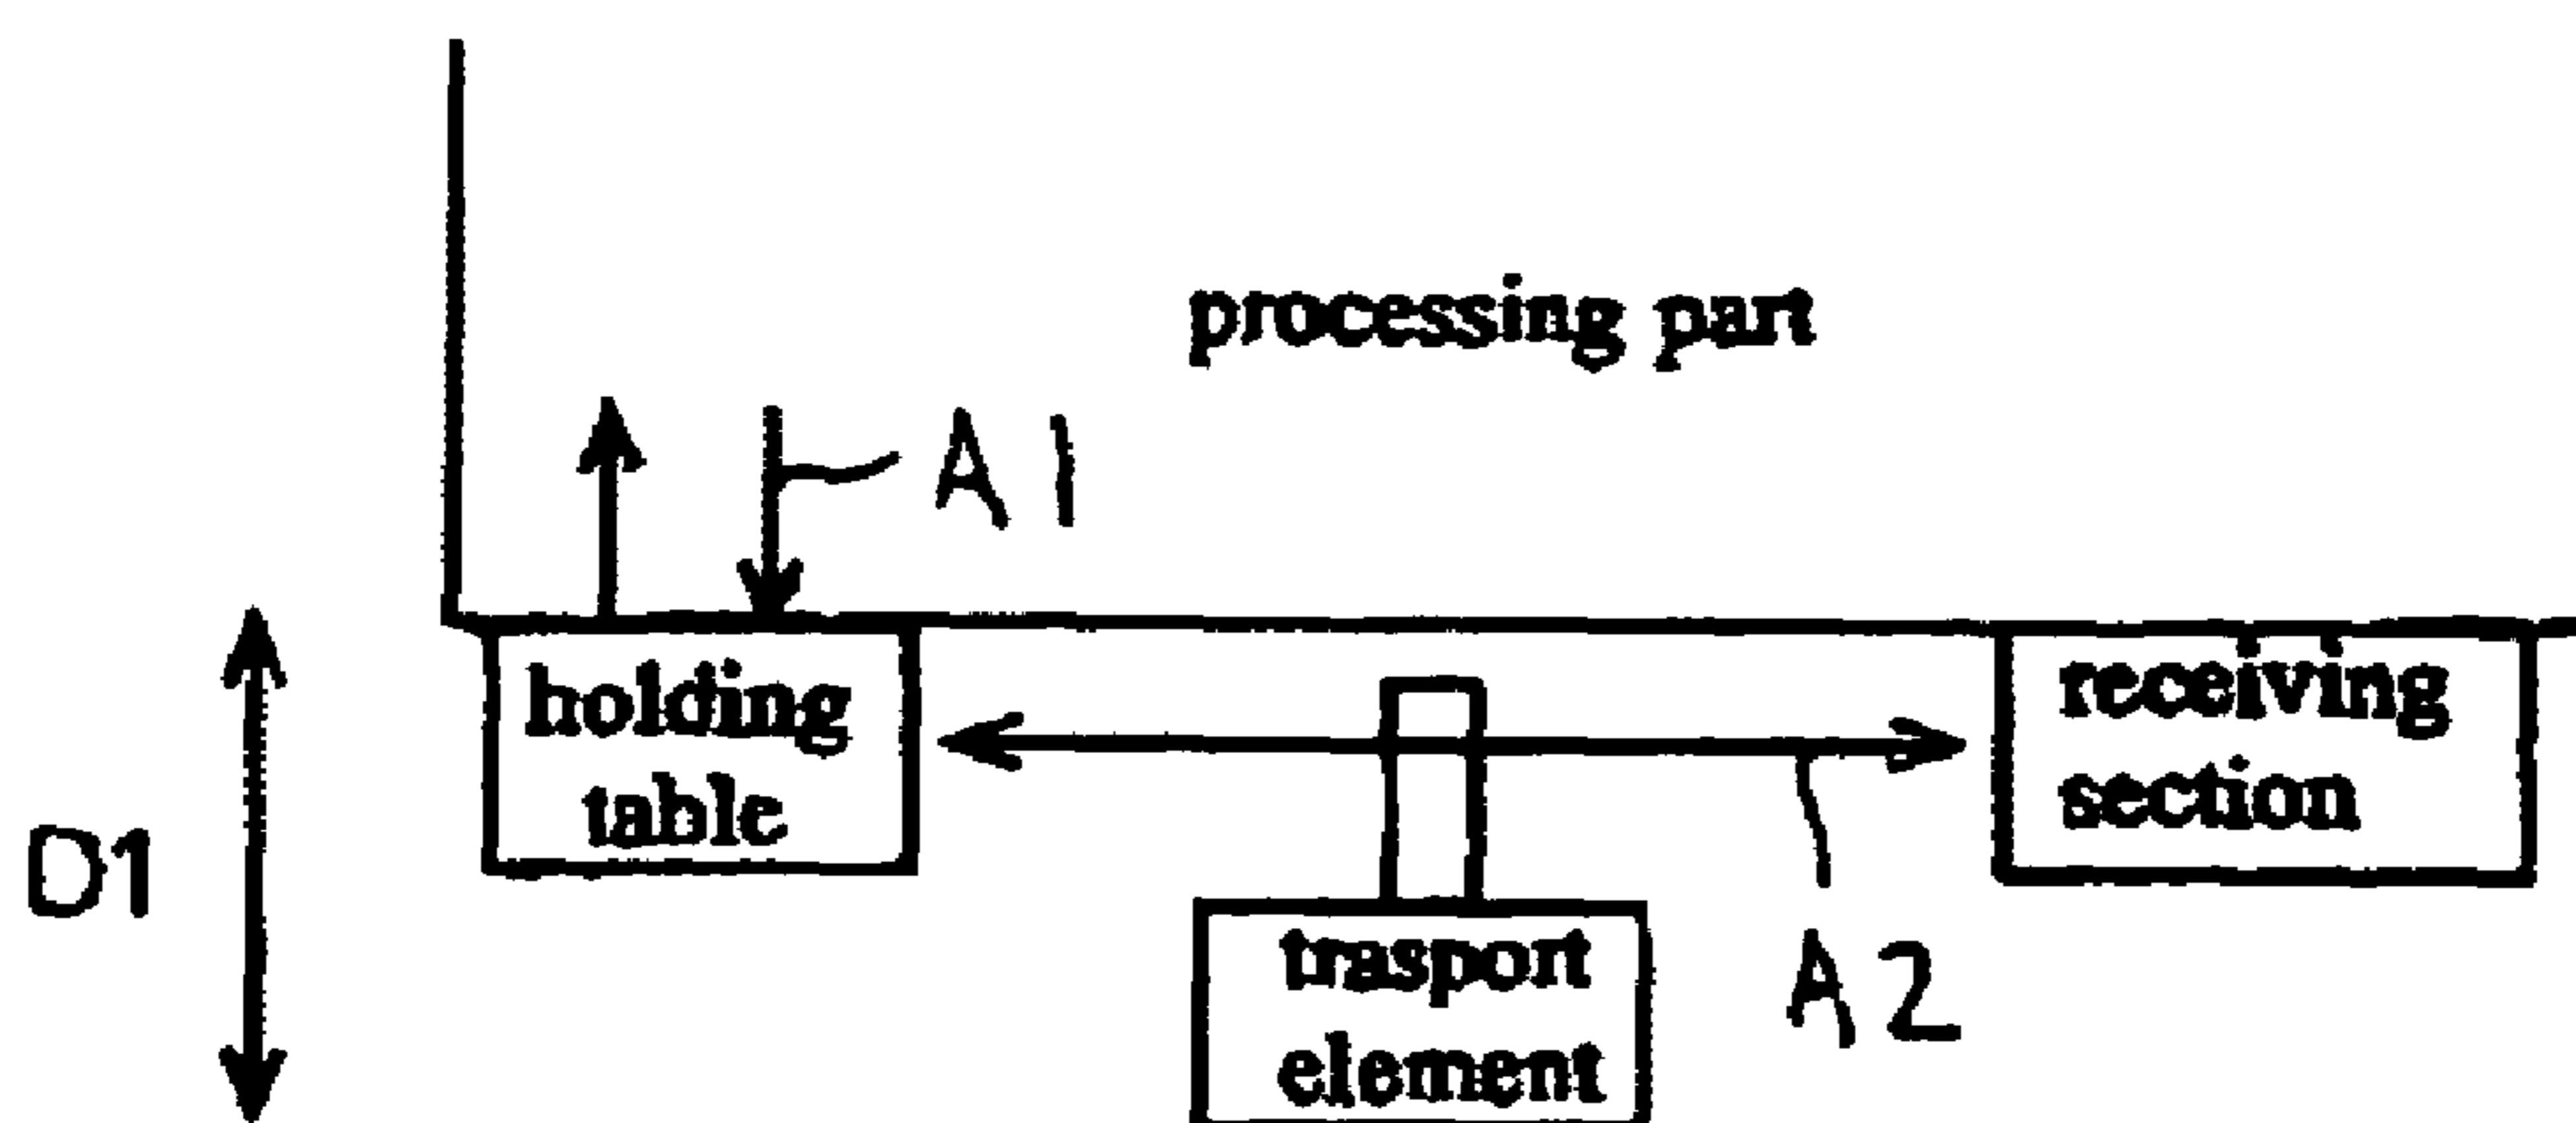 processing part
A1
holding
table
receiving
section
D1
trasport
element
A2